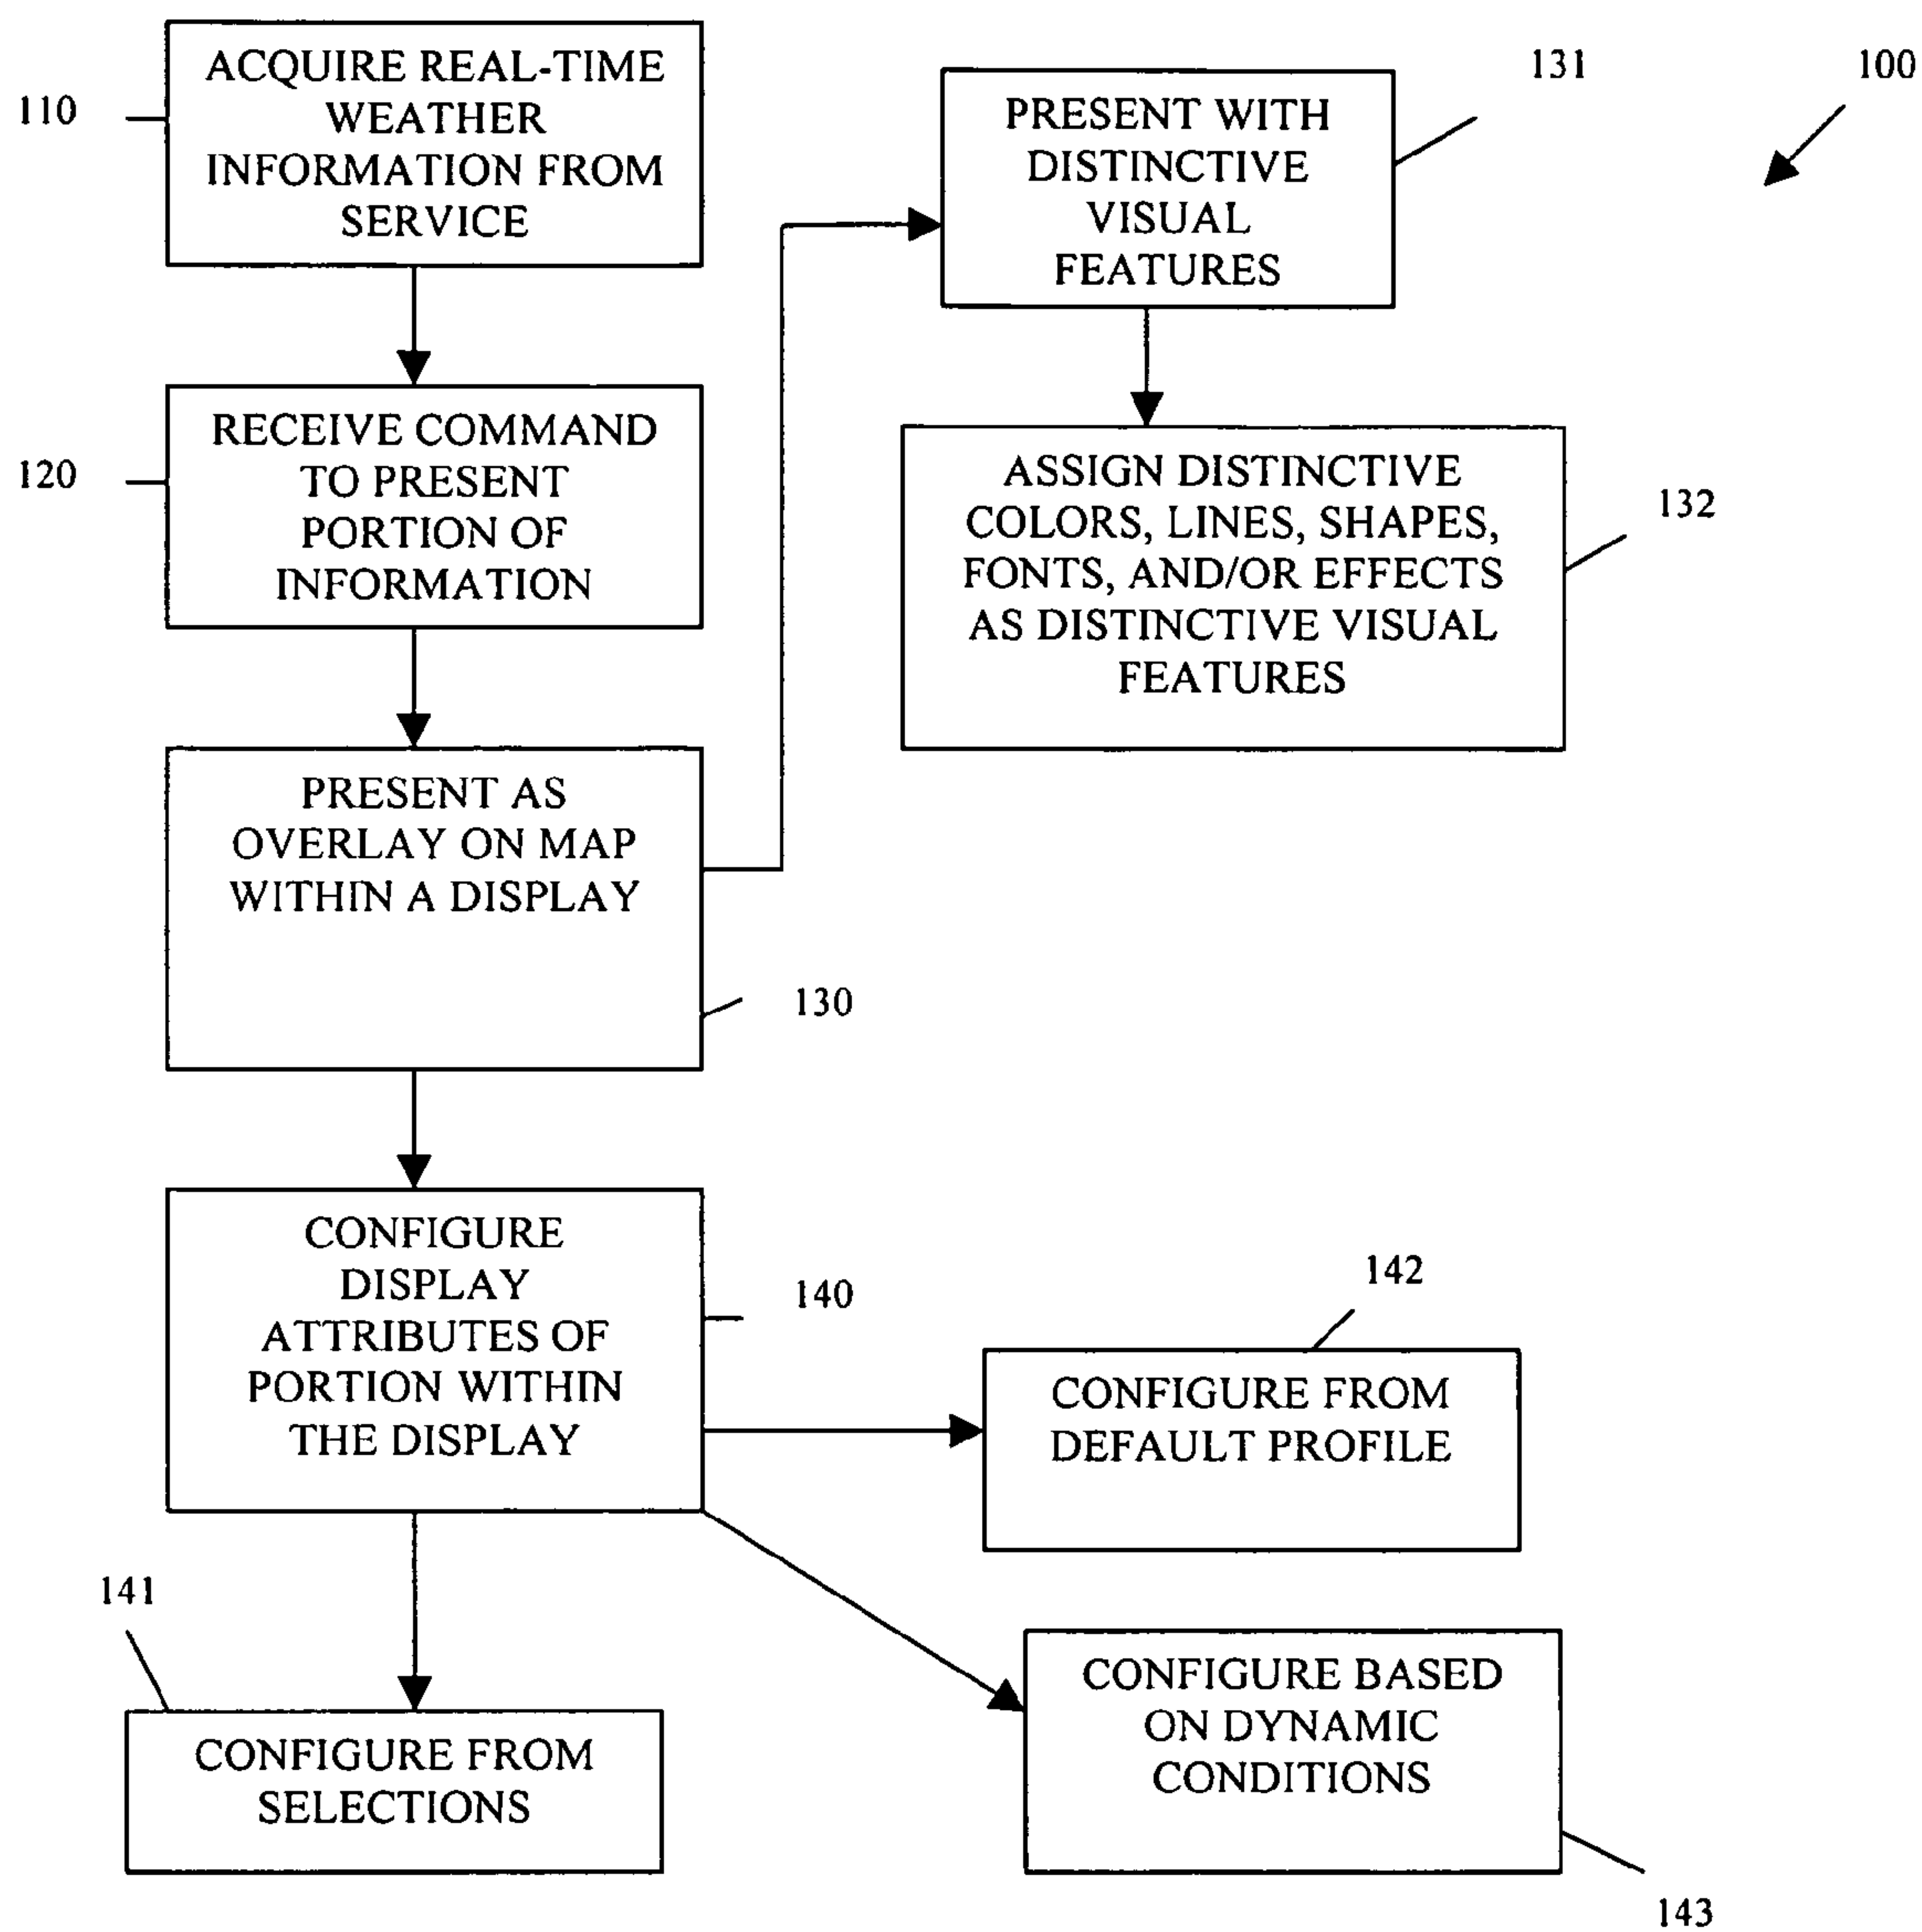 110
ACQUIRE REAL-TIME
WEATHER
INFORMATION FROM
SERVICE
131
100
PRESENT WITH
DISTINCTIVE
VISUAL
FEATURES
120
RECEIVE COMMAND
TO PRESENT
PORTION OF
INFORMATION
132
ASSIGN DISTINCTIVE
COLORS, LINES, SHAPES,
FONTS, AND/OR EFFECTS
AS DISTINCTIVE VISUAL
FEATURES
PRESENT AS
OVERLAY ON MAP
WITHIN A DISPLAY
130
CONFIGURE
DISPLAY
ATTRIBUTES OF
PORTION WITHIN
THE DISPLAY
140
142
CONFIGURE FROM
DEFAULT PROFILE
141
CONFIGURE FROM
SELECTIONS
CONFIGURE BASED
ON DYNAMIC
CONDITIONS
143